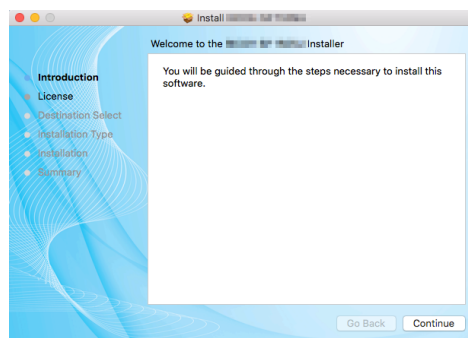 Install
Welcome to the Installer
Introduction
License
Destination Select
Installation Type
Installation
Summary
You will be guided through the steps necessary to install this
software.
Go Back
Continue